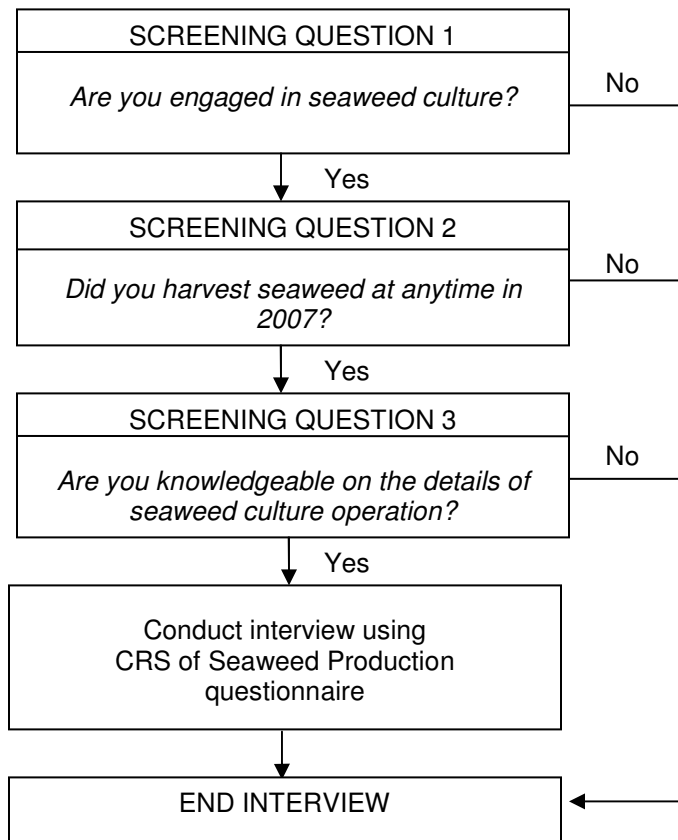 SCREENING QUESTION 1
Are you engaged in seaweed culture?
No
Yes
SCREENING QUESTION 2
Did you harvest seaweed at anytime in
2007?
No
Yes
SCREENING QUESTION 3
Are you knowledgeable on the details of
seaweed culture operation?
No
Yes
Conduct interview using
CRS of Seaweed Production
questionnaire
END INTERVIEW